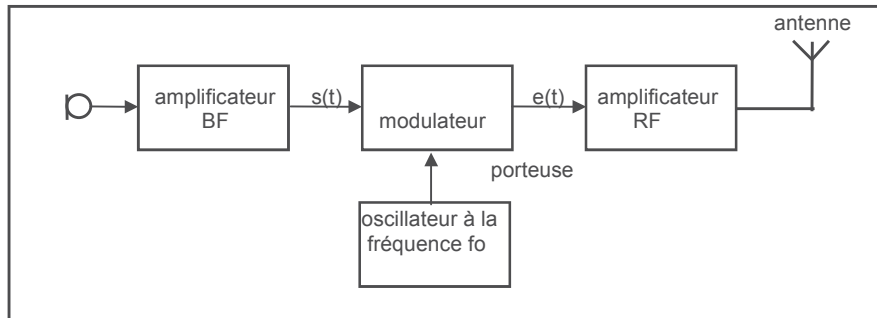 antenne
amplificateur
BF
s(t)
modulateur
e(t)
amplificateur
RF
porteuse
oscillateur à la
fréquence fo